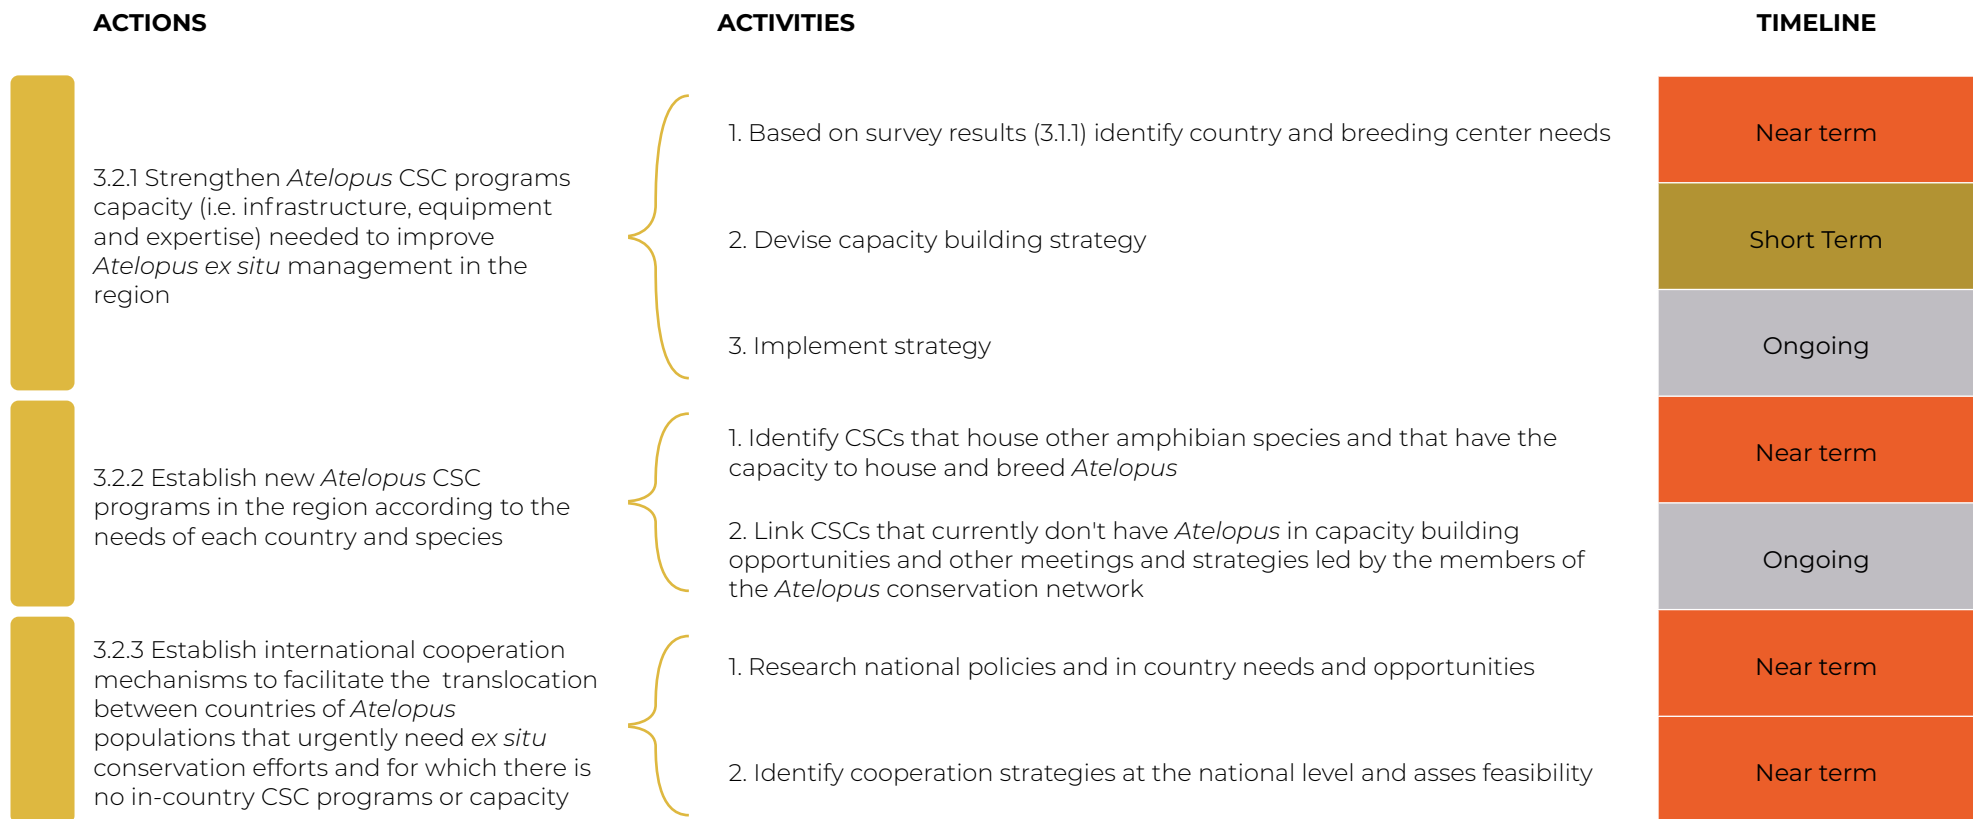 ACTIONS
ACTIVITIES
TIMELINE
3.2.1 Strengthen Atelopus CSC programs
capacity (i.e. infrastructure, equipment
and expertise) needed to improve
Atelopus ex situ management in the
region
1. Based on survey results (3.1.1) identify country and breeding center needs
Near term
2. Devise capacity building strategy
Short Term
3. Implement strategy
Ongoing
3.2.2 Establish new Atelopus CSC
programs in the region according to the
needs of each country and species
1. Identify CSCs that house other amphibian species and that have the
capacity to house and breed Atelopus
Near term
2. Link CSCs that currently don't have Atelopus in capacity building
opportunities and other meetings and strategies led by the members of
the Atelopus conservation network
Ongoing
3.2.3 Establish international cooperation
mechanisms to facilitate the  translocation
between countries of Atelopus
populations that urgently need ex situ
conservation efforts and for which there is
no in-country CSC programs or capacity
1. Research national policies and in country needs and opportunities
Near term
2. Identify cooperation strategies at the national level and asses feasibility
Near term